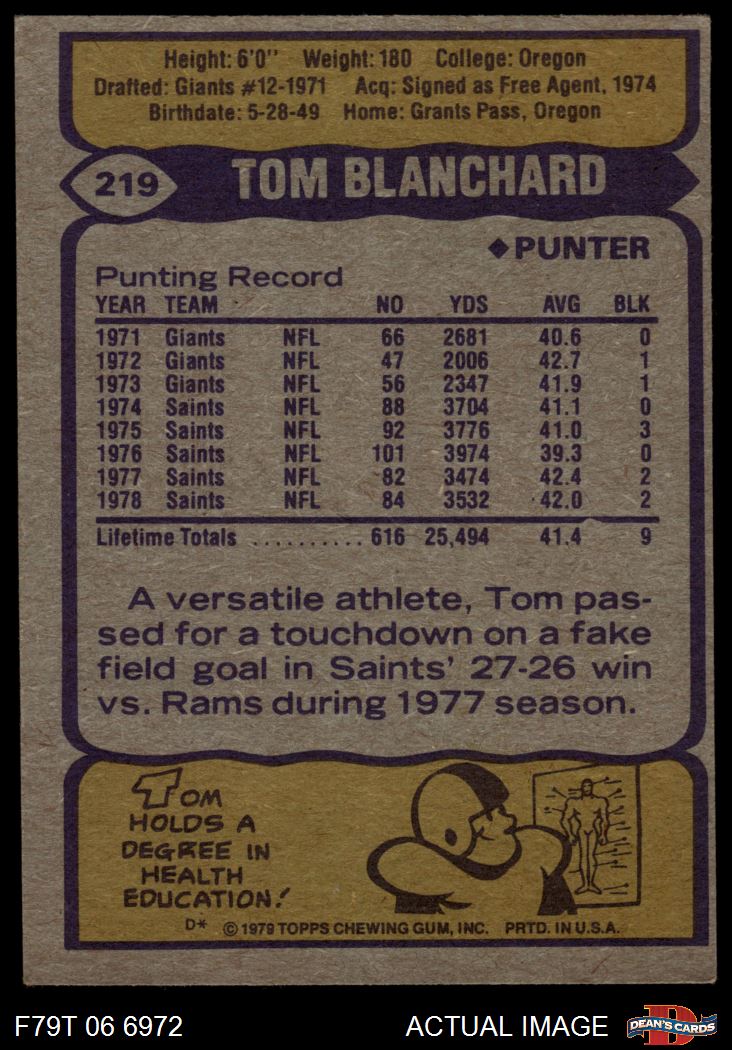 Height: 6'0" Weight: 180 College: Oregon
Drafted: Giants #12-1971 Acq: Signed as Free Agent, 1974
Birthdate: 5-28-49 Home: Grants Pass, Oregon
219 TOM BLANCHARD
◆PUNTER
Punting Record
YEAR TEAM NO YDS AVG BLK
1971 Giants NFL 66 2681 40.6 0
1972 Giants NFL 47 2006 42.7 1
1973 Giants NFL 56 2347 41.9 1
1974 Saints NFL 88 3704 41.1 0
1975 Saints NFL 92 3776 41.0 3
1976 Saints NFL 101 3974 39.3 0
1977 Saints NFL 82 3474 42.4 2
1978 Saints NFL 84 3532 42.0 2
Lifetime Totals .......... 616 25,494 41.4 9
A versatile athlete, Tom pas-
sed for a touchdown on a fake
field goal in Saints' 27-26 win
vs. Rams during 1977 season.
TOM
HOLDS A
DEGREE IN
HEALTH
EDUCATION!
D* © 1979 TOPPS CHEWING GUM, INC. PRTD. IN U.S.A.
F79T 06 6972 ACTUAL IMAGE DEAN'S CARDS